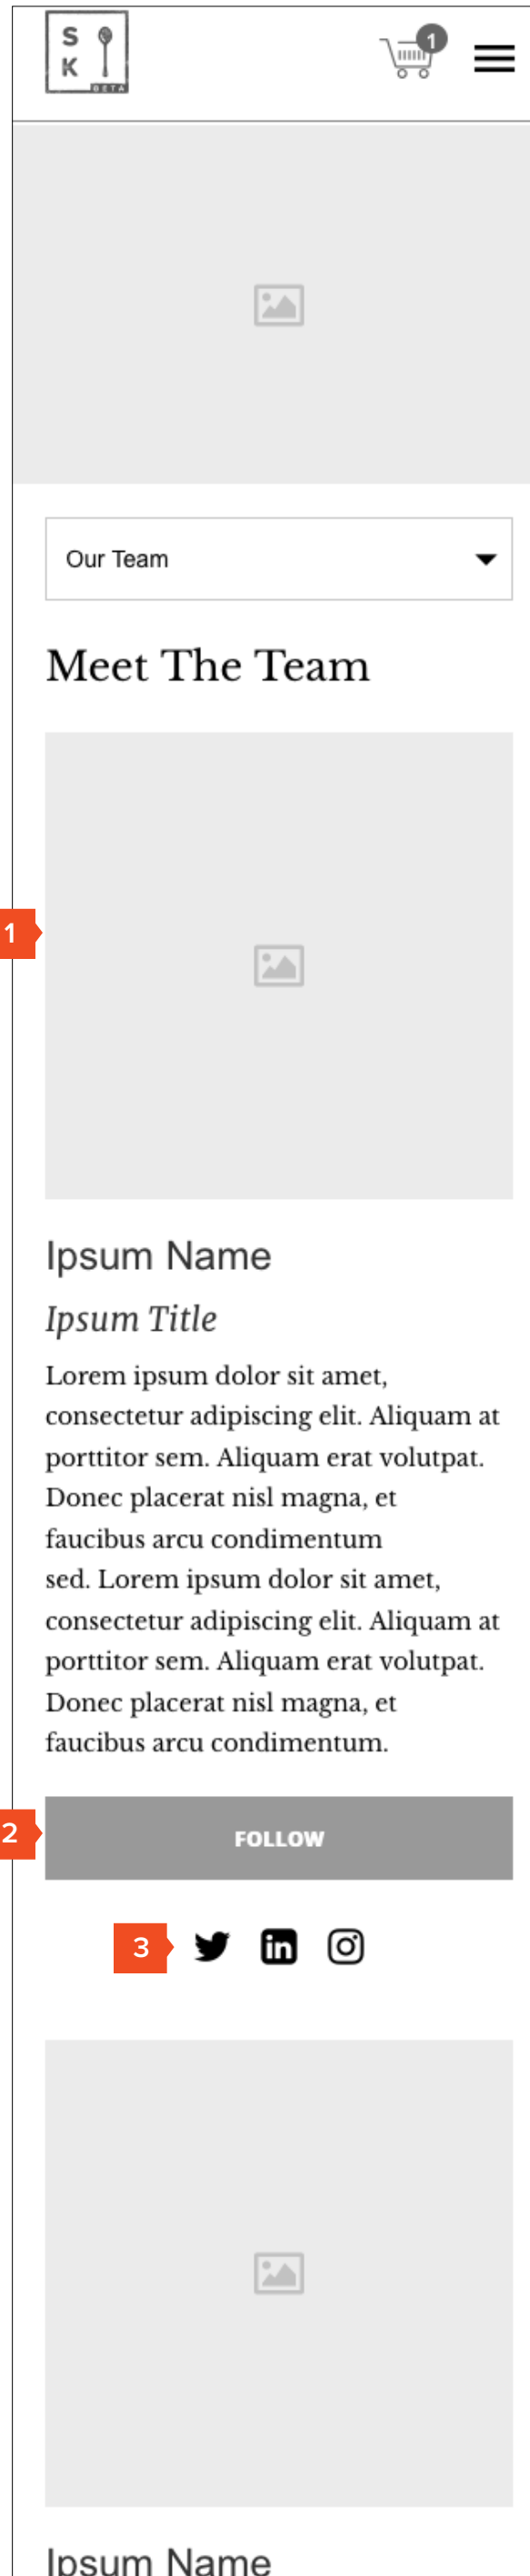 S
K
BETA
1
Our Team
Meet The Team
1
Ipsum Name
Ipsum Title
Lorem ipsum dolor sit amet,
consectetur adipiscing elit. Aliquam at
porttitor sem. Aliquam erat volutpat.
Donec placerat nisl magna, et
faucibus arcu condimentum
sed. Lorem ipsum dolor sit amet,
consectetur adipiscing elit. Aliquam at
porttitor sem. Aliquam erat volutpat.
Donec placerat nisl magna, et
faucibus arcu condimentum.
2
FOLLOW
3
in
Ipsum Name